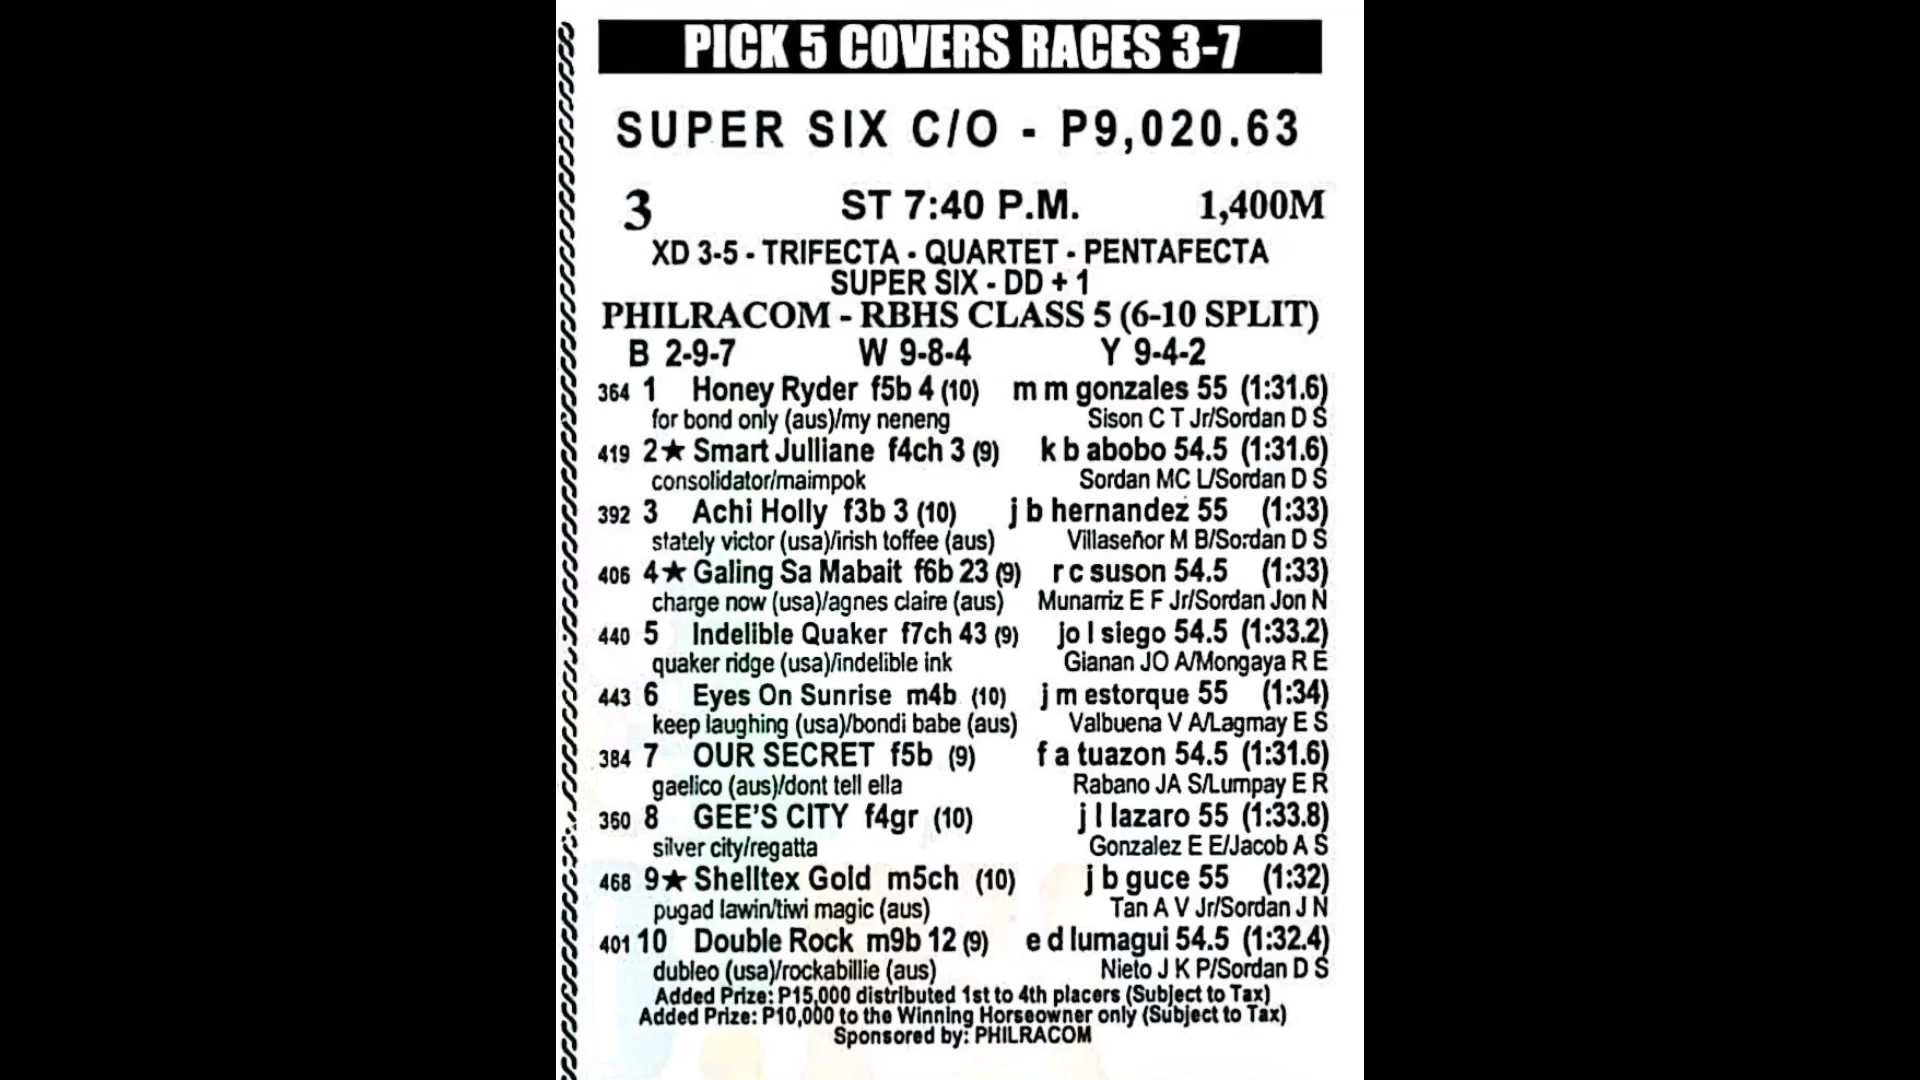 PICK 5 COVERS RACES 3-7
SUPER SIX C/O - P9,020.63
3 ST 7:40 P.M. 1,400M
XD 3-5 - TRIFECTA - QUARTET - PENTAFECTA
SUPER SIX - DD + 1
PHILRACOM - RBHS CLASS 5 (6-10 SPLIT)
B 2-9-7 W 9-8-4 Y 9-4-2
364 1 Honey Ryder f5b 4 (10) m m gonzales 55 (1:31.6)
for bond only (aus)/my neneng Sison C T Jr/Sordan D S
419 2★ Smart Julliane f4ch 3 (9) k b abobo 54.5 (1:31.6)
consolidator/maimpok Sordan MC L/Sordan D S
392 3 Achi Holly f3b 3 (10) j b hernandez 55 (1:33)
stately victor (usa)/irish toffee (aus) Villaseñor M B/Sordan D S
406 4★ Galing Sa Mabait f6b 23 (9) r c suson 54.5 (1:33)
charge now (usa)/agnes claire (aus) Munarriz E F Jr/Sordan Jon N
440 5 Indelible Quaker f7ch 43 (9) jo l siego 54.5 (1:33.2)
quaker ridge (usa)/indelible ink Gianan JO A/Mongaya R E
443 6 Eyes On Sunrise m4b (10) j m estorque 55 (1:34)
keep laughing (usa)/bondi babe (aus) Valbuena V A/Lagmay E S
384 7 OUR SECRET f5b (9) f a tuazon 54.5 (1:31.6)
gaelico (aus)/dont tell ella Rabano JA S/Lumpay E R
360 8 GEE'S CITY f4gr (10) j l lazaro 55 (1:33.8)
silver city/regatta Gonzalez E E/Jacob A S
468 9★ Shelltex Gold m5ch (10) j b guce 55 (1:32)
pugad lawin/tiwi magic (aus) Tan A V Jr/Sordan J N
401 10 Double Rock m9b 12 (9) e d lumagui 54.5 (1:32.4)
dubleo (usa)/rockabillie (aus) Nieto J K P/Sordan D S
Added Prize: P15,000 distributed 1st to 4th placers (Subject to Tax)
Added Prize: P10,000 to the Winning Horseowner only (Subject to Tax)
Sponsored by: PHILRACOM